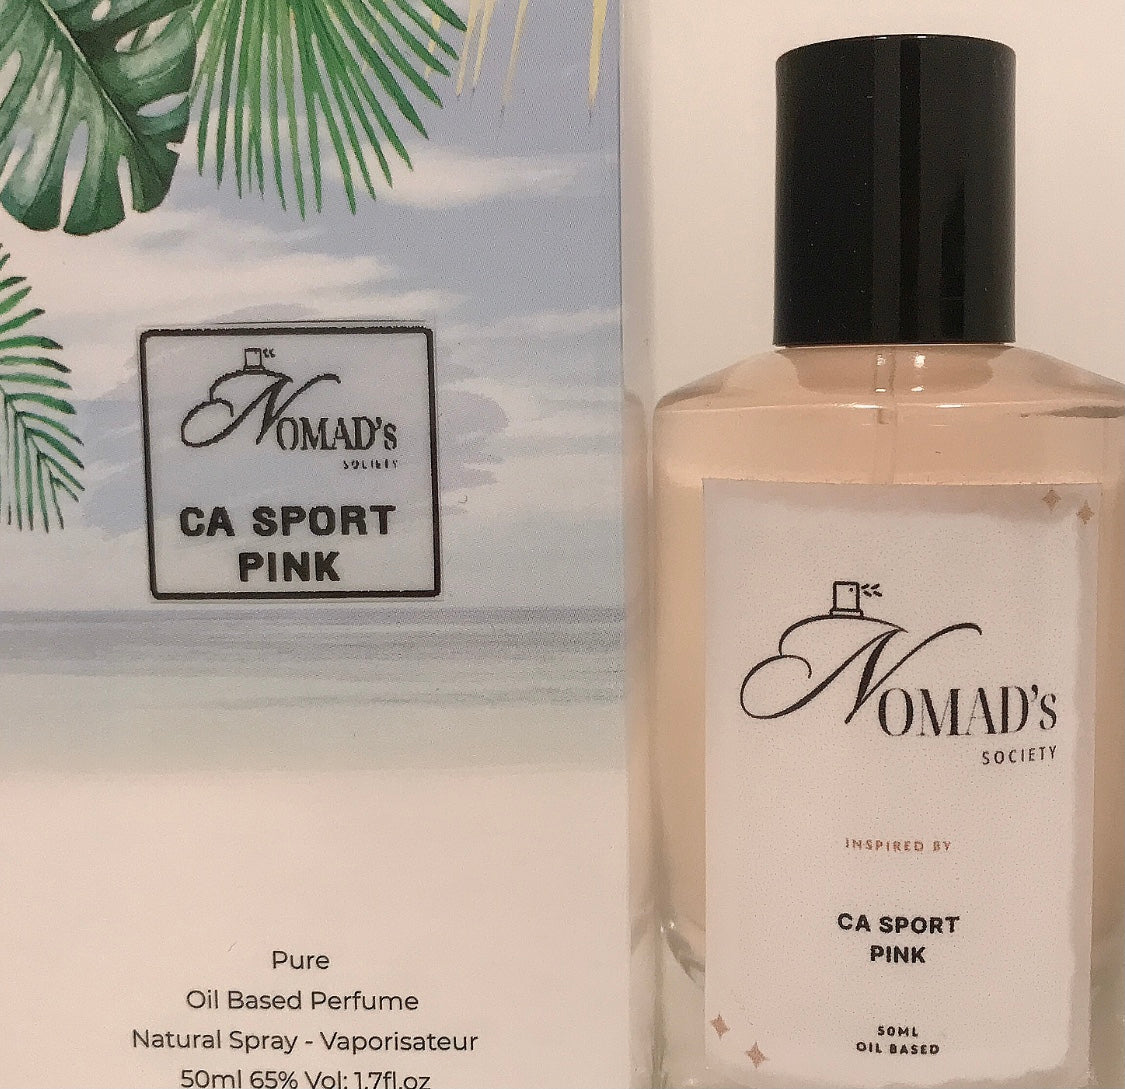 NOMAD's
SOCIETY
CA SPORT
PINK
Pure
Oil Based Perfume
Natural Spray - Vaporisateur
50ml 65% Vol: 1.7fl.oz
NOMAD's
SOCIETY
INSPIRED BY
CA SPORT
PINK
50ML
OIL BASED